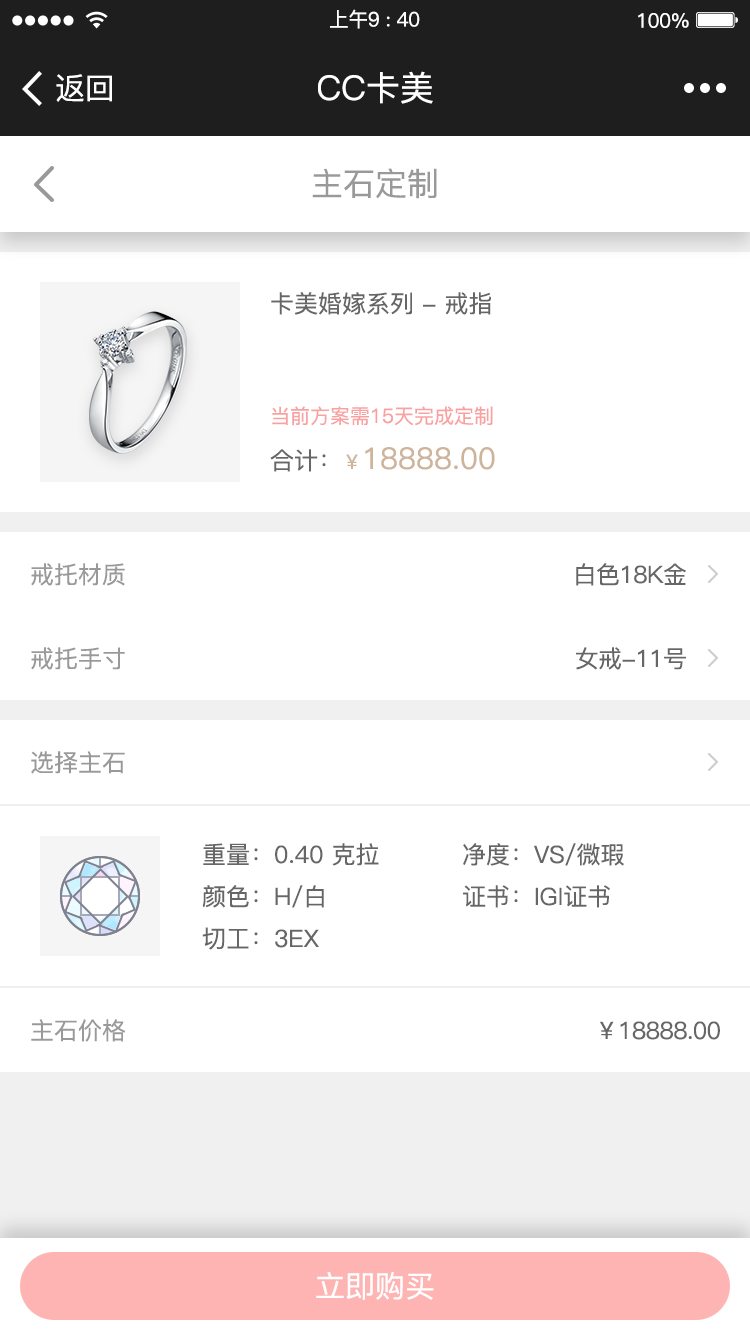 上午9 : 40
100%
返回
CC卡美
主石定制
卡美婚嫁系列 – 戒指
当前方案需15天完成定制
合计： ¥18888.00
戒托材质 白色18K金
戒托手寸 女戒–11号
选择主石
重量：0.40 克拉 净度：VS/微瑕
颜色：H/白 证书：IGI证书
切工：3EX
主石价格 ¥18888.00
立即购买